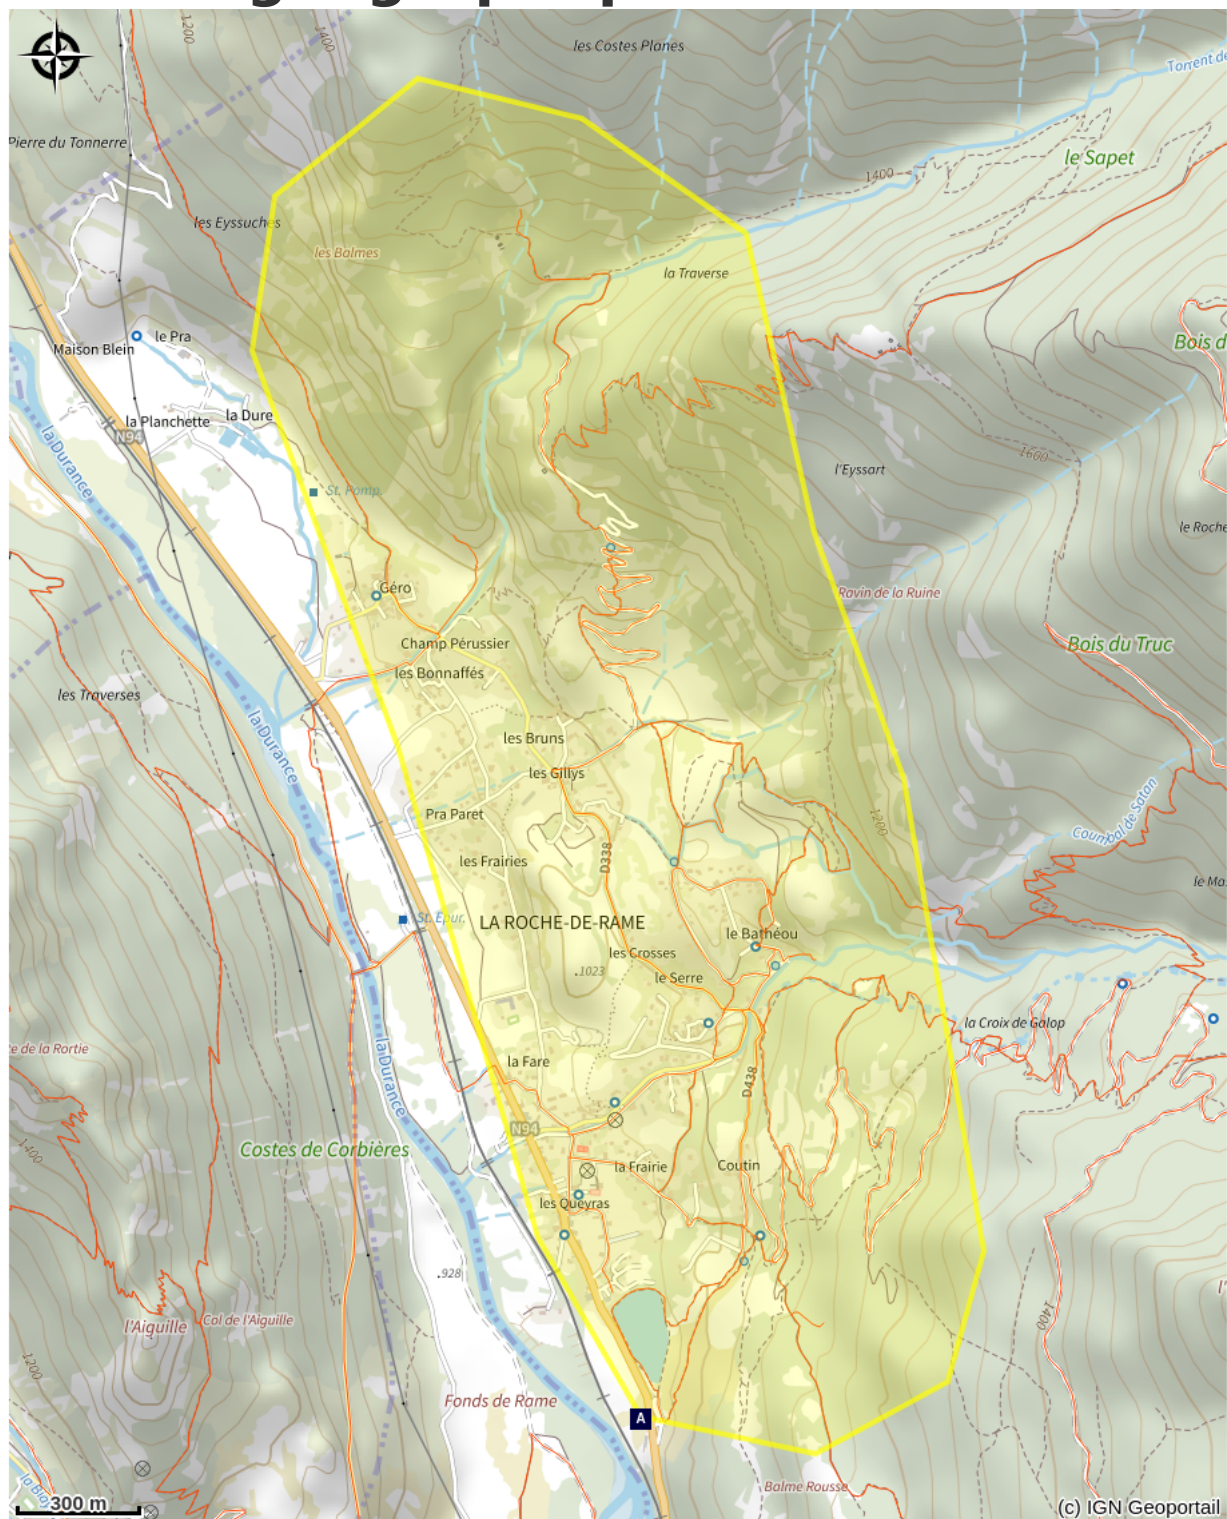 1200
1400
les Costes Planes
Torrent de
Pierre du Tonnerre
le Sapet
1400
les Eyssuches
les Balmes
la Traverse
le Pra
Maison Blein
Bois d
la Planchette
la Dure
N94
la Durance
1600
l'Eyssart
St. Pomp.
le Roche
Géro
Ravin de la Ruine
Champ Pérussier
Bois du Truc
les Bonnaffés
les Traverses
la Durance
les Bruns
les Gillys
Pra Paret
1200
Coumbal de Satan
D338
les Frairies
le Ma
St. Epur.
LA ROCHE-DE-RAME
le Bathéou
les Crosses
.1023
le Serre
la Croix de Galop
te de la Rortie
la Fare
la Durance
D438
N94
1400
Costes de Corbières
la Frairie
Coutin
les Queyras
.928
l'
l'Aiguille
Col de l'Aiguille
1400
1200
Fonds de Rame
A
la Bia
Balme Rousse
300 m
(c) IGN Geoportail